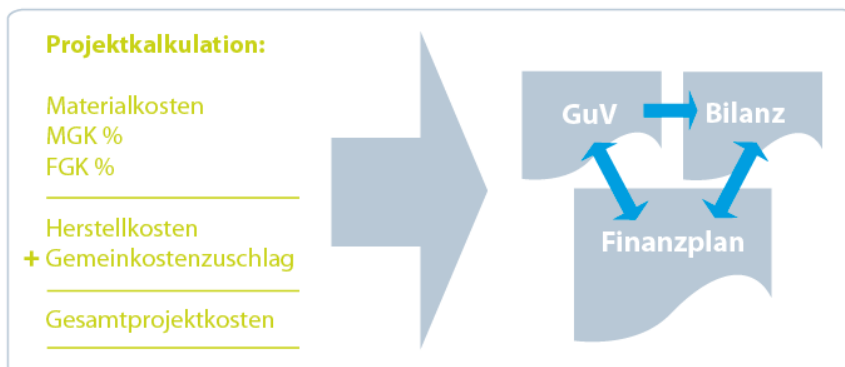 Projektkalkulation:
Materialkosten
MGK %
FGK %
Herstellkosten
+ Gemeinkostenzuschlag
Gesamtprojektkosten
GuV
Bilanz
Finanzplan